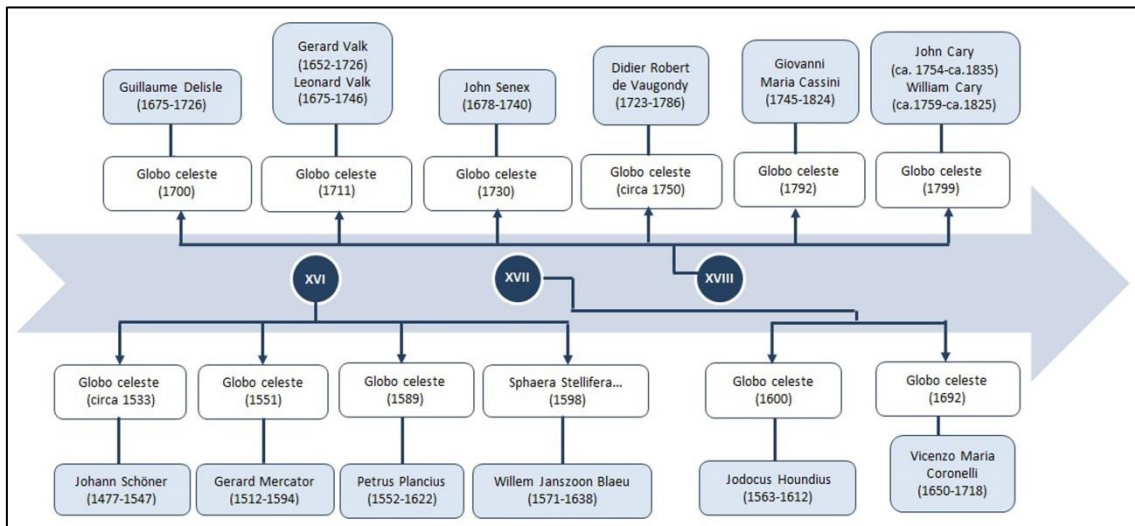 Guillaume Delisle
(1675-1726)
Gerard Valk
(1652-1726)
Leonard Valk
(1675-1746)
John Senex
(1678-1740)
Didier Robert
de Vaugondy
(1723-1786)
Giovanni
Maria Cassini
(1745-1824)
John Cary
(ca. 1754-ca.1835)
William Cary
(ca.1759-ca.1825)
Globo celeste
(1700)
Globo celeste
(1711)
Globo celeste
(1730)
Globo celeste
(circa 1750)
Globo celeste
(1792)
Globo celeste
(1799)
XVI
XVII
XVIII
Globo celeste
(circa 1533)
Globo celeste
(1551)
Globo celeste
(1589)
Sphaera Stellifera...
(1598)
Globo celeste
(1600)
Globo celeste
(1692)
Johann Schöner
(1477-1547)
Gerard Mercator
(1512-1594)
Petrus Plancius
(1552-1622)
Willem Janszoon Blaeu
(1571-1638)
Jodocus Houndius
(1563-1612)
Vicenzo Maria
Coronelli
(1650-1718)